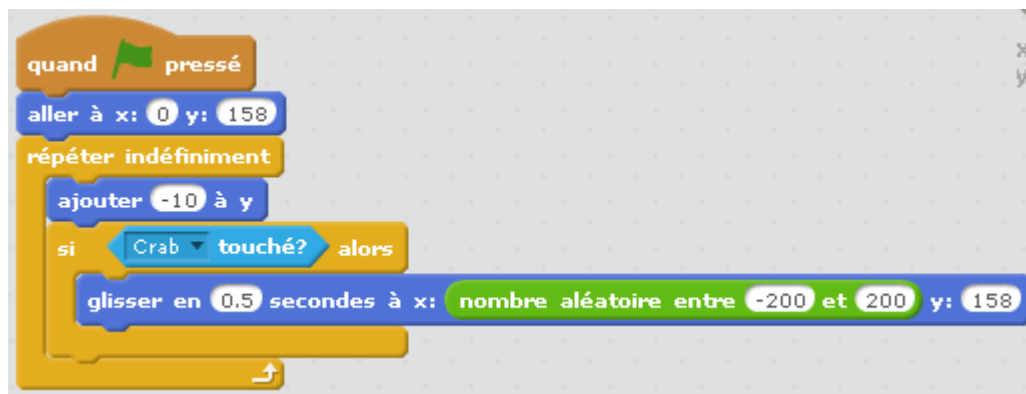 quand pressé
aller à x: 0 y: 158
répéter indéfiniment
ajouter -10 à y
si Crab touché? alors
glisser en 0.5 secondes à x: nombre aléatoire entre -200 et 200 y: 158
x
y